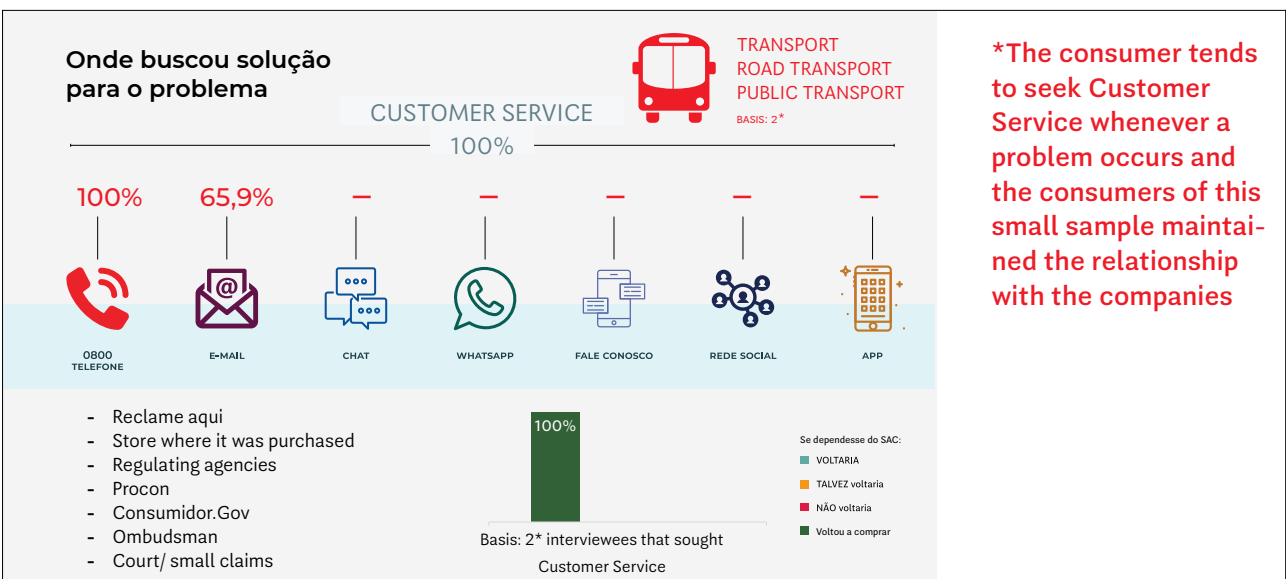 Onde buscou solução
para o problema
CUSTOMER SERVICE
100%
TRANSPORT
ROAD TRANSPORT
PUBLIC TRANSPORT
BASIS: 2*
100%
65,9%
–
–
–
–
–
@
0800
TELEFONE
E-MAIL
CHAT
WHATSAPP
FALE CONOSCO
REDE SOCIAL
APP
- Reclame aqui
- Store where it was purchased
- Regulating agencies
- Procon
- Consumidor.Gov
- Ombudsman
- Court/ small claims
100%
Basis: 2* interviewees that sought
Customer Service
Se dependesse do SAC:
VOLTARIA
TALVEZ voltaria
NÃO voltaria
Voltou a comprar
*The consumer tends
to seek Customer
Service whenever a
problem occurs and
the consumers of this
small sample maintai-
ned the relationship
with the companies